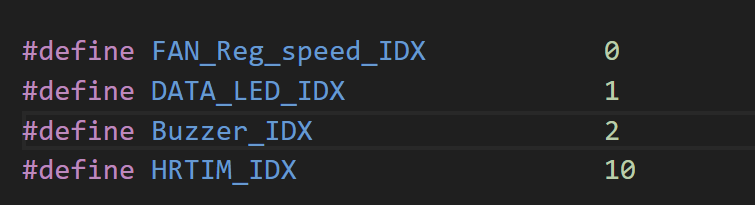 #define FAN_Reg_speed_IDX 0
#define DATA_LED_IDX 1
#define Buzzer_IDX 2
#define HRTIM_IDX 10